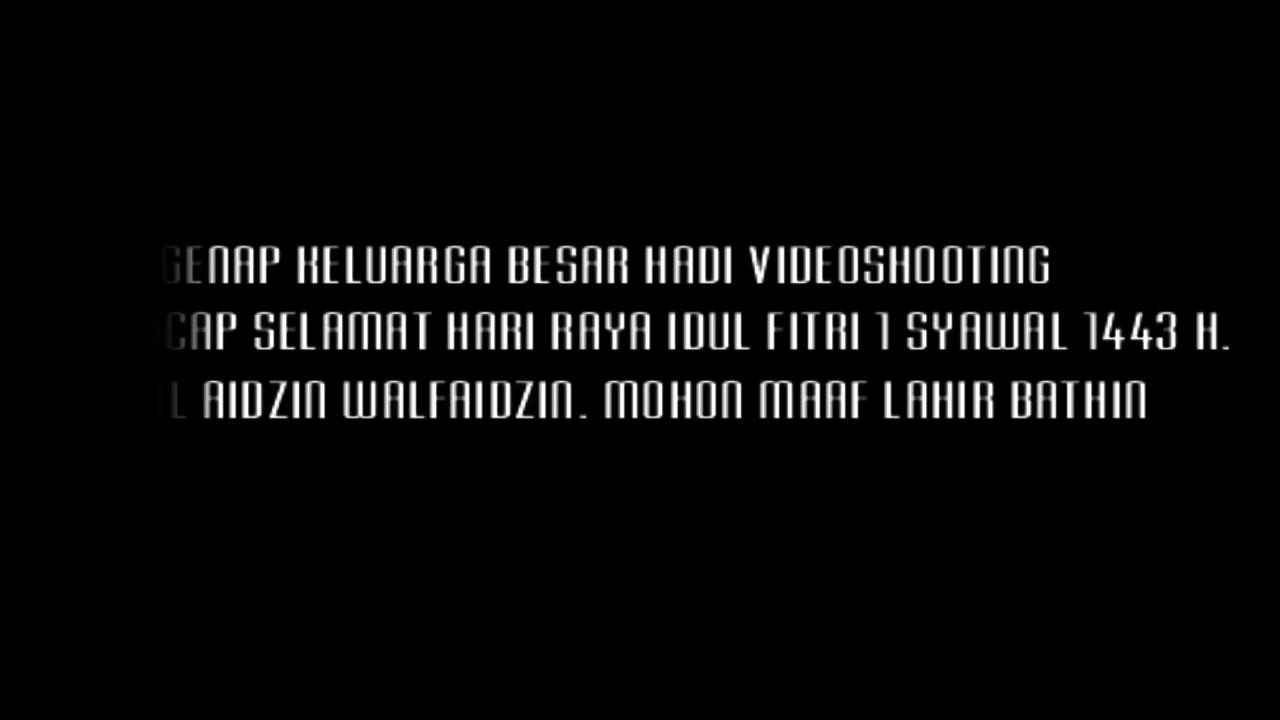 GENAP KELUARGA BESAR HADI VIDEOSHOOTING
CAP SELAMAT HARI RAYA IDUL FITRI 1 SYAWAL 1443 H.
AIDZIN WALFAIDZIN. MOHON MAAF LAHIR BATHIN